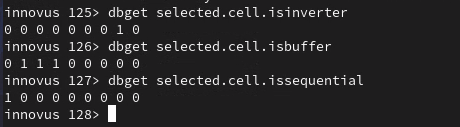 innovus 125> dbget selected.cell.isinverter
0 0 0 0 0 0 0 1 0
innovus 126> dbget selected.cell.isbuffer
0 1 1 1 0 0 0 0 0
innovus 127> dbget selected.cell.issequential
1 0 0 0 0 0 0 0 0
innovus 128>